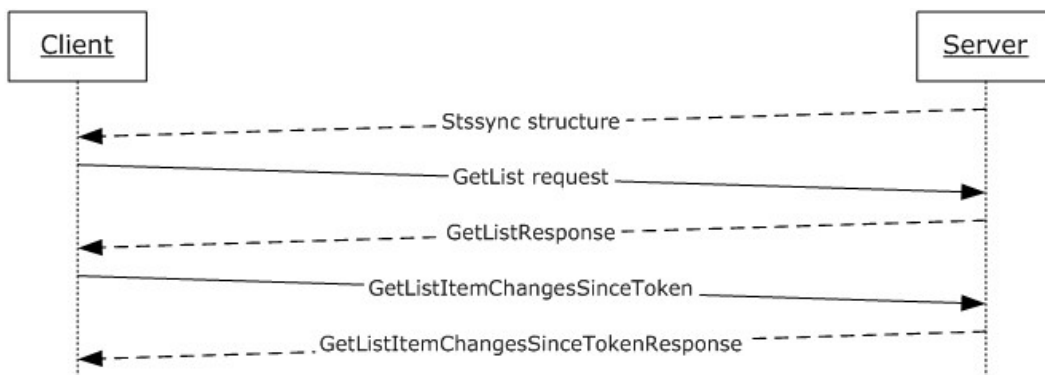 Client
Server
Stssync structure
GetList request
GetListResponse
GetListItemChangesSinceToken
GetListItemChangesSinceTokenResponse